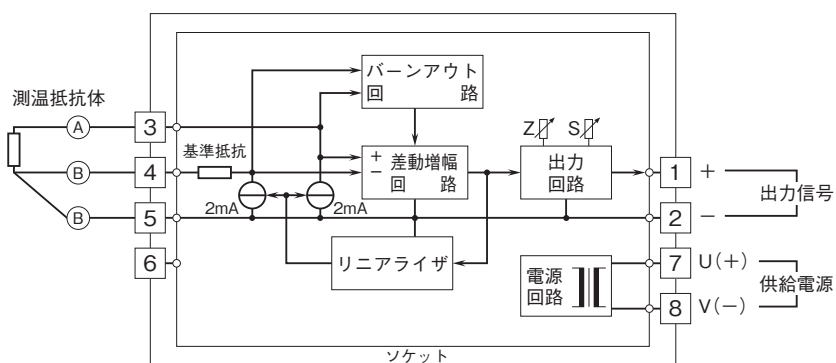 バーンアウト
回 路
測温抵抗体
A
3
Z
S
基準抵抗
B
4
+
−
差動増幅
回 路
出力
回路
1
+
出力信号
B
5
2mA
2mA
2
−
6
リニアライザ
電源
回路
7
U(+)
供給電源
8
V(−)
ソケット